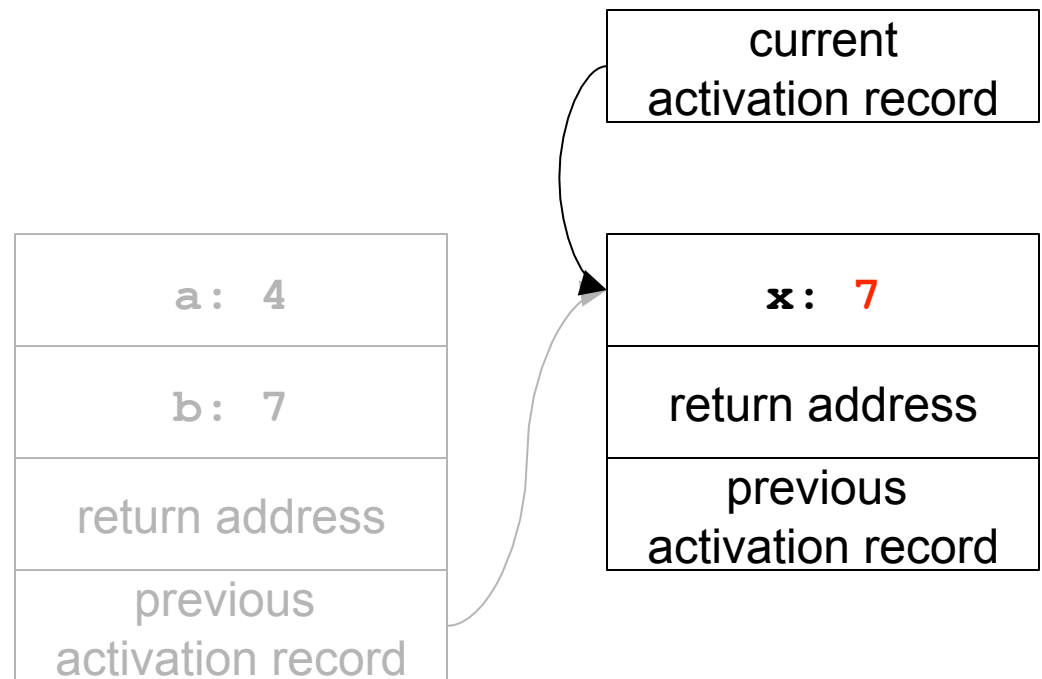 current
activation record
a: 4
b: 7
return address
previous
activation record
x: 7
return address
previous
activation record